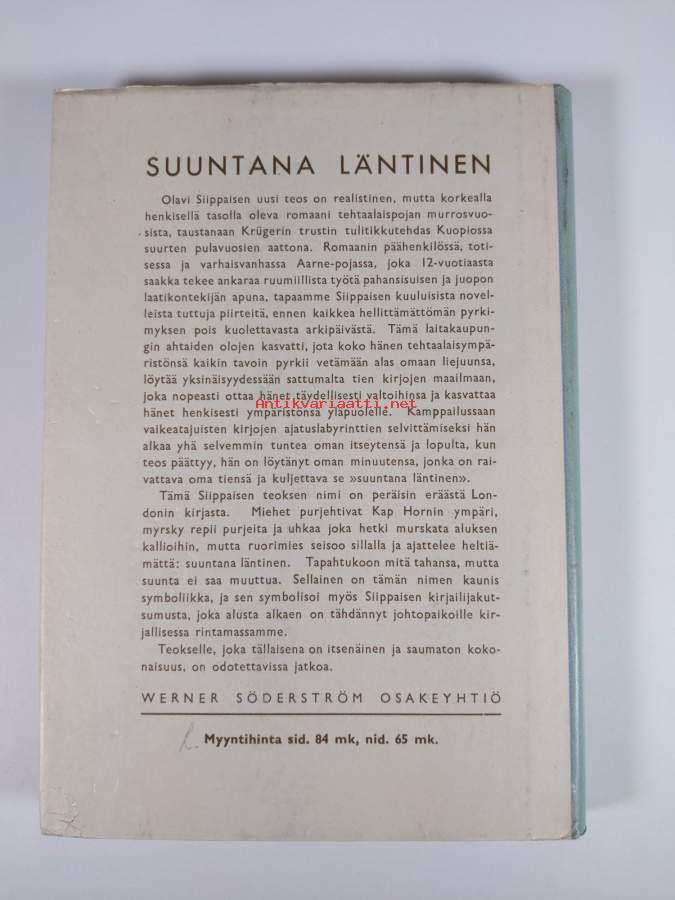 SUUNTANA LÄNTINEN
Olavi Siippaisen uusi teos on realistinen, mutta korkealla
henkisellä tasolla oleva romaani tehtaalaispojan murrosvuo-
sista, taustanaan Krügerin trustin tulitikkutehdas Kuopiossa
suurten pulavuosien aattona. Romaanin päähenkilössä, toti-
sessa ja varhaisvanhassa Aarne-pojassa, joka 12-vuotiaasta
saakka tekee ankaraa ruumiillista työtä pahansisuisen ja juopon
laatikontekijän apuna, tapaamme Siippaisen kuuluisista novel-
leista tuttuja piirteitä, ennen kaikkea hellittämättömän pyrki-
myksen pois kuolettavasta arkipäivästä. Tämä laitakaupun-
gin ahtaiden olojen kasvatti, jota koko hänen tehtaalaisympä-
ristönsä kaikin tavoin pyrkii vetämään alas omaan liejuunsa,
löytää yksinäisyydessään sattumalta tien kirjojen maailmaan,
joka nopeasti ottaa hänet täydellisesti valtoihinsa ja kasvattaa
Antikvariaatti.net
hänet henkisesti ympäristönsä yläpuolelle. Kamppailussaan
vaikeatajuisten kirjojen ajatuslabyrinttien selvittämiseksi hän
alkaa yhä selvemmin tuntea oman itseytensä ja lopulta, kun
teos päättyy, hän on löytänyt oman minuutensa, jonka on rai-
vattava oma tiensä ja kuljettava se »suuntana läntinen».
Tämä Siippaisen teoksen nimi on peräisin eräästä Lon-
donin kirjasta. Miehet purjehtivat Kap Hornin ympäri,
myrsky repii purjeita ja uhkaa joka hetki murskata aluksen
kallioihin, mutta ruorimies seisoo sillalla ja ajattelee heltiä-
mättä: suuntana läntinen. Tapahtukoon mitä tahansa, mutta
suunta ei saa muuttua. Sellainen on tämän nimen kaunis
symboliikka, ja sen symbolisoi myös Siippaisen kirjailijakut-
sumusta, joka alusta alkaen on tähdännyt johtopaikoille kir-
jallisessa rintamassamme.
Teokselle, joka tällaisena on itsenäinen ja saumaton koko-
naisuus, on odotettavissa jatkoa.
WERNER SÖDERSTRÖM OSAKEYHTIÖ
Myyntihinta sid. 84 mk, nid. 65 mk.